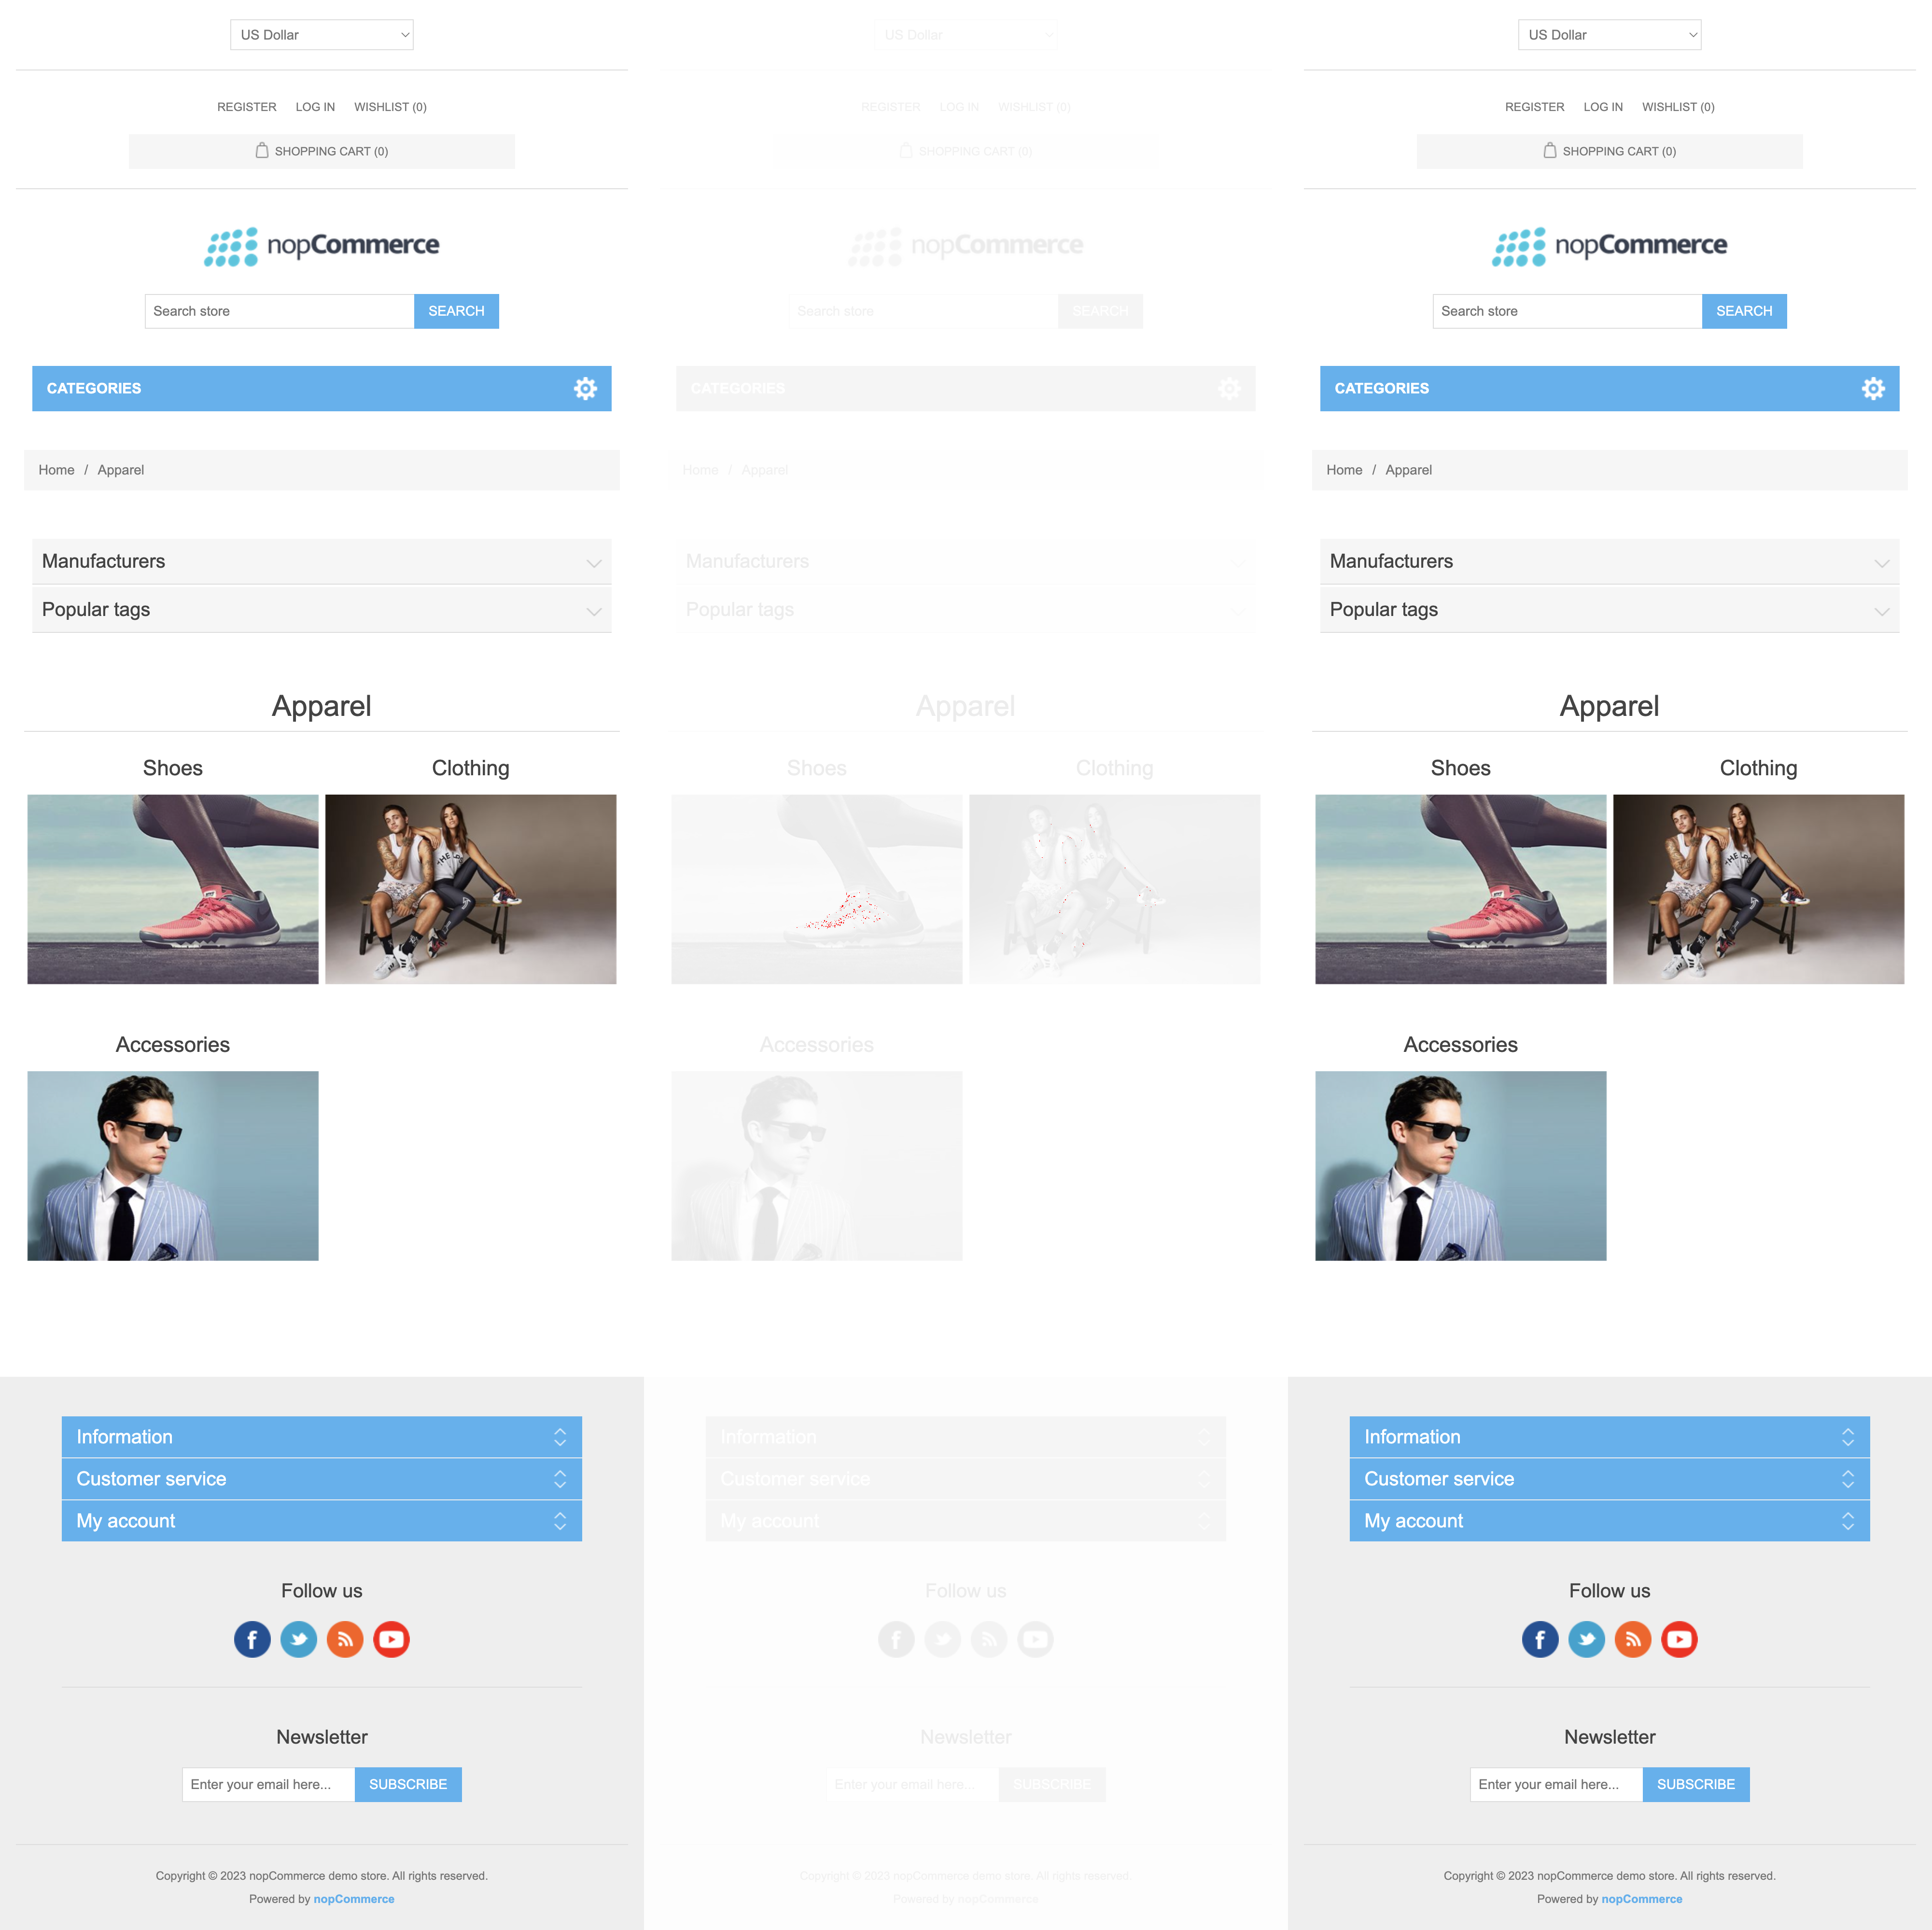 US Dollar
REGISTER LOG IN WISHLIST (0)
SHOPPING CART (0)
nopCommerce
Search store SEARCH
CATEGORIES
Home / Apparel
Manufacturers
Popular tags
Apparel
Shoes Clothing
Accessories
Information
Customer service
My account
Follow us
Newsletter
Enter your email here... SUBSCRIBE
Copyright © 2023 nopCommerce demo store. All rights reserved.
Powered by nopCommerce
US Dollar
REGISTER LOG IN WISHLIST (0)
SHOPPING CART (0)
nopCommerce
Search store SEARCH
CATEGORIES
Home / Apparel
Manufacturers
Popular tags
Apparel
Shoes Clothing
Accessories
Information
Customer service
My account
Follow us
Newsletter
Enter your email here... SUBSCRIBE
Copyright © 2023 nopCommerce demo store. All rights reserved.
Powered by nopCommerce
US Dollar
REGISTER LOG IN WISHLIST (0)
SHOPPING CART (0)
nopCommerce
Search store SEARCH
CATEGORIES
Home / Apparel
Manufacturers
Popular tags
Apparel
Shoes Clothing
Accessories
Information
Customer service
My account
Follow us
Newsletter
Enter your email here... SUBSCRIBE
Copyright © 2023 nopCommerce demo store. All rights reserved.
Powered by nopCommerce